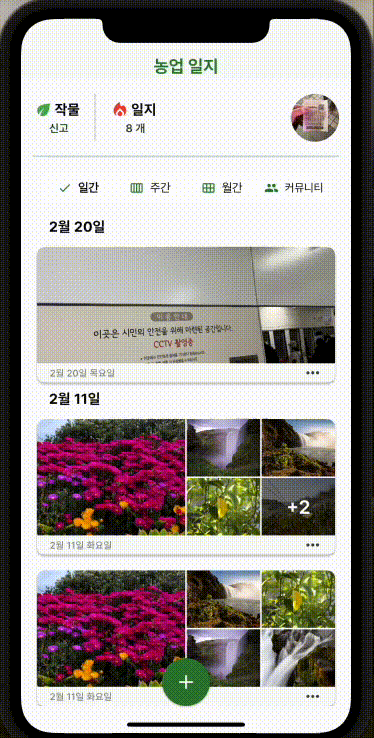 농업 일지
작물
신고
일지
8 개
일간
주간
월간
커뮤니티
2월 20일
이곳은 시민의 안전을 위해 마련된 공간입니다.
CCTV 촬영중
2월 20일 목요일
2월 11일
+2
2월 11일 화요일
2월 11일 화요일